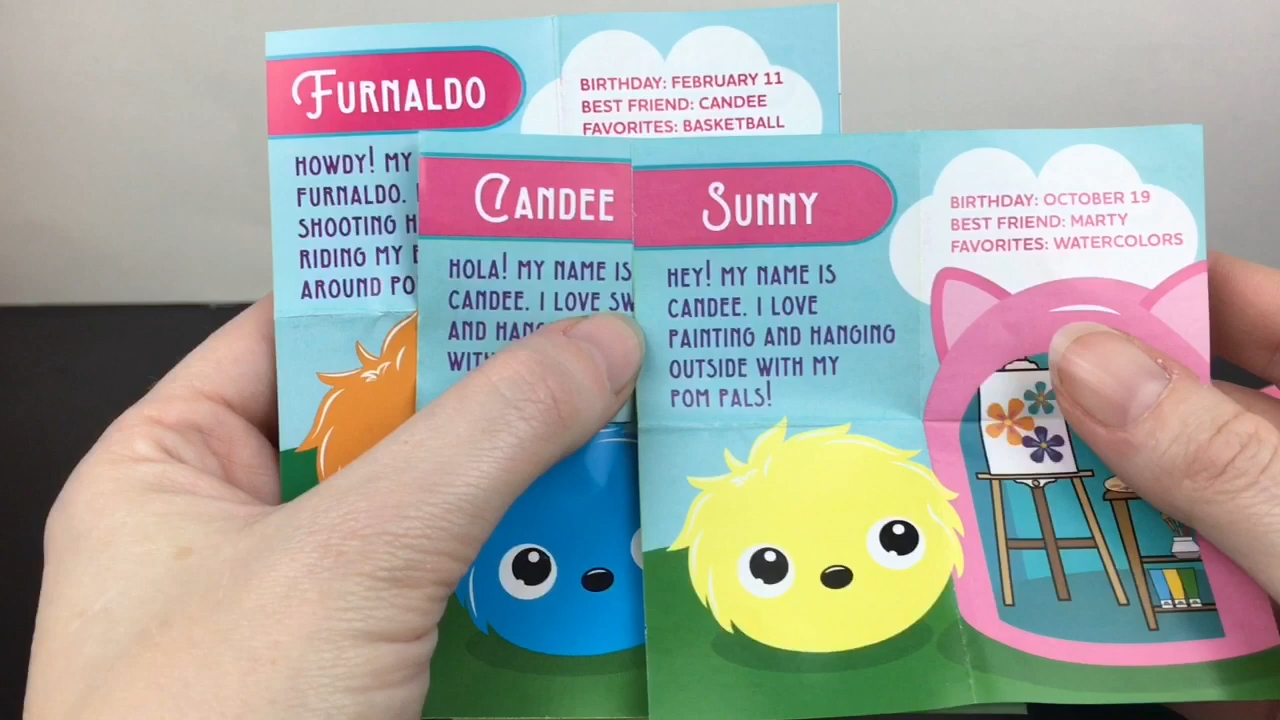 FURNALDO
BIRTHDAY: FEBRUARY 11
BEST FRIEND: CANDEE
FAVORITES: BASKETBALL
HOWDY! MY
FURNALDO.
SHOOTING
RIDING MY
AROUND
CANDEE
HOLA! MY NAME IS
CANDEE. I LOVE
AND
WITH
SUNNY
BIRTHDAY: OCTOBER 19
BEST FRIEND: MARTY
FAVORITES: WATERCOLORS
HEY! MY NAME IS
CANDEE. I LOVE
PAINTING AND HANGING
OUTSIDE WITH MY
POM PALS!